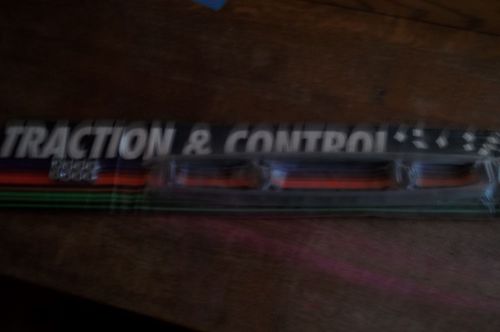 TRACTION & CONTROL